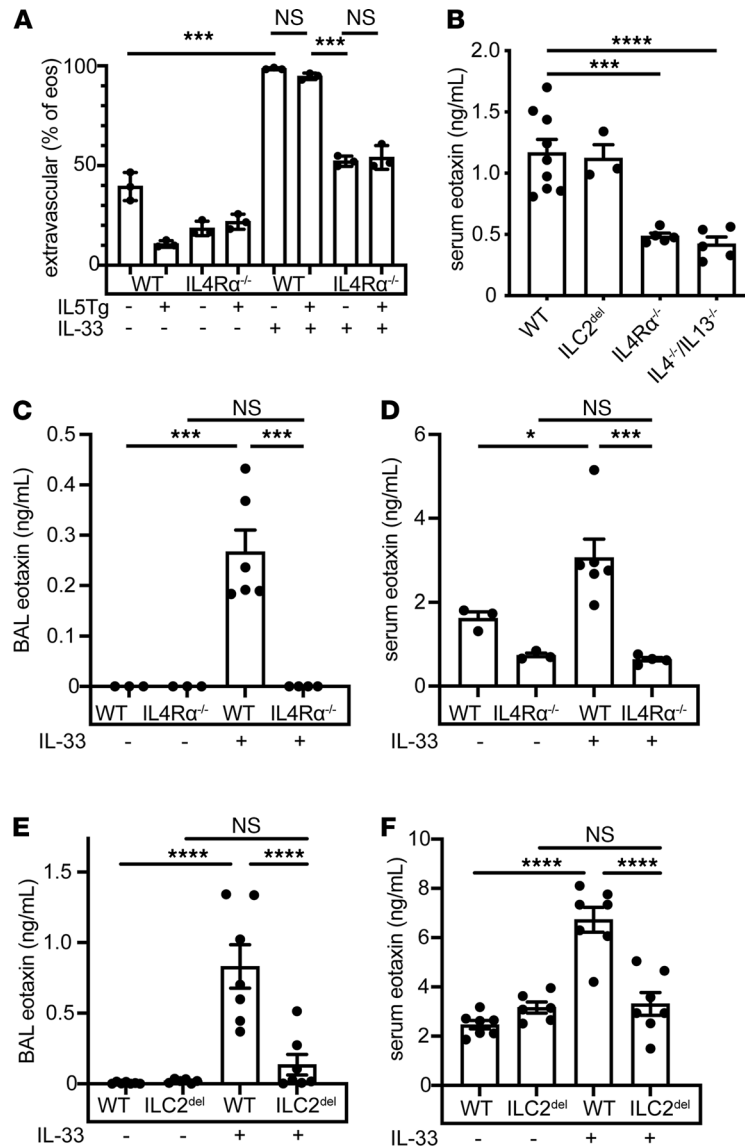 A
NS NS
*** ***
extravascular (% of eos)
100
50
0
WT IL4Rα-/- WT IL4Rα-/-
IL5Tg - + - + - + - +
IL-33 - - - - + + + +
B
****
***
serum eotaxin (ng/mL)
2.0
1.5
1.0
0.5
0.0
WT ILC2del IL4Rα-/- IL4-/-/IL13-/-
C
NS
*** ***
BAL eotaxin (ng/mL)
0.5
0.4
0.3
0.2
0.1
0
WT IL4Rα-/- WT IL4Rα-/-
IL-33 - - + +
D
NS
* ***
serum eotaxin (ng/mL)
6
4
2
0
WT IL4Rα-/- WT IL4Rα-/-
IL-33 - - + +
E
NS
**** ****
BAL eotaxin (ng/mL)
1.5
1.0
0.5
0
WT ILC2del WT ILC2del
IL-33 - - + +
F
NS
**** ****
serum eotaxin (ng/mL)
10
8
6
4
2
0
WT ILC2del WT ILC2del
IL-33 - - + +